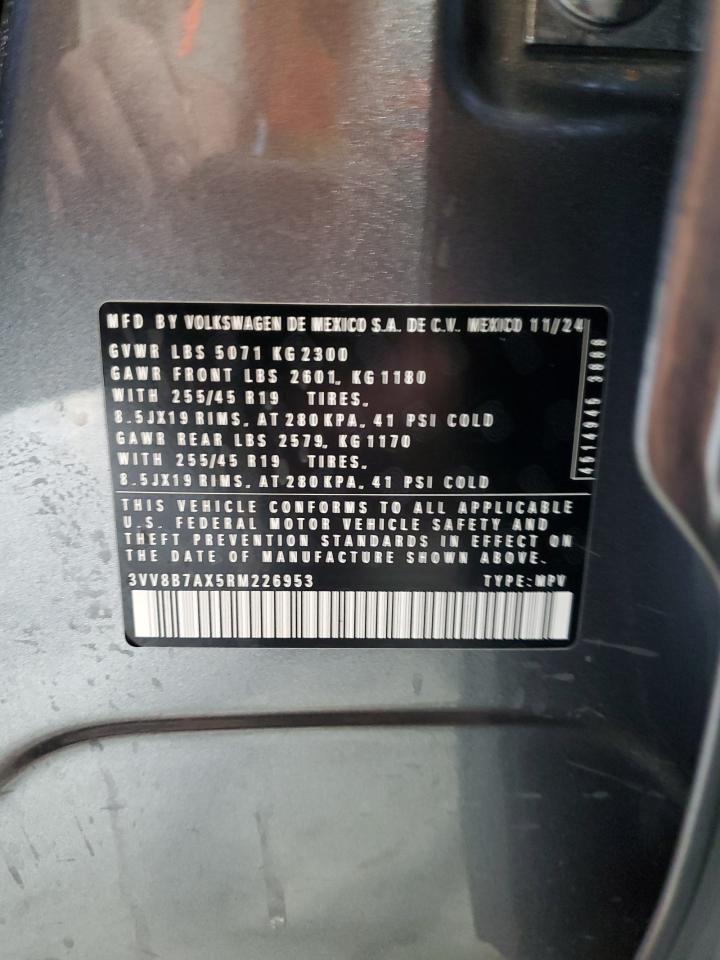 MFD BY VOLKSWAGEN DE MEXICO S.A. DE C.V. MEXICO 11/24
GVWR LBS 5071 KG 2300
GAWR FRONT LBS 2601, KG 1180
WITH 255/45 R19 TIRES,
8.5JX19 RIMS, AT 280 KPA, 41 PSI COLD
GAWR REAR LBS 2579, KG 1170
WITH 255/45 R19 TIRES,
8.5JX19 RIMS, AT 280 KPA, 41 PSI COLD
THIS VEHICLE CONFORMS TO ALL APPLICABLE
U.S. FEDERAL MOTOR VEHICLE SAFETY AND
THEFT PREVENTION STANDARDS IN EFFECT ON
THE DATE OF MANUFACTURE SHOWN ABOVE.
3VV8B7AX5RM226953 TYPE: MPV